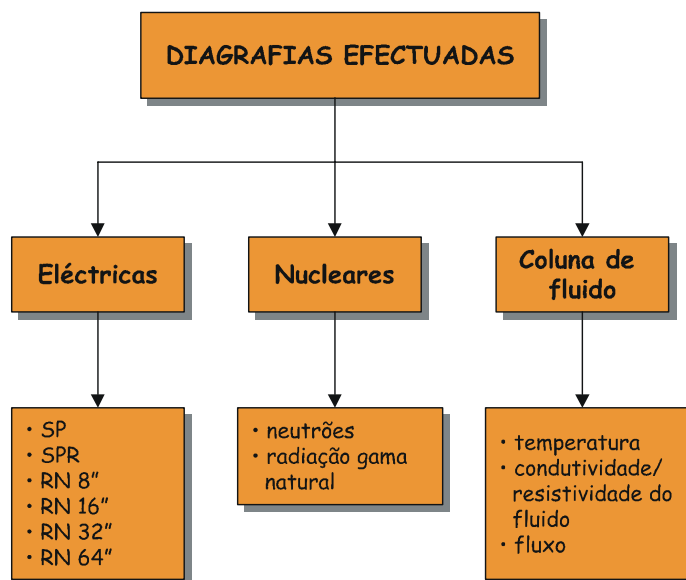 DIAGRAFIAS EFECTUADAS
Eléctricas
Nucleares
Coluna de
fluido
• SP
• SPR
• RN 8”
• RN 16”
• RN 32”
• RN 64”
• neutrões
• radiação gama
natural
• temperatura
• condutividade/
resistividade do
fluido
• fluxo